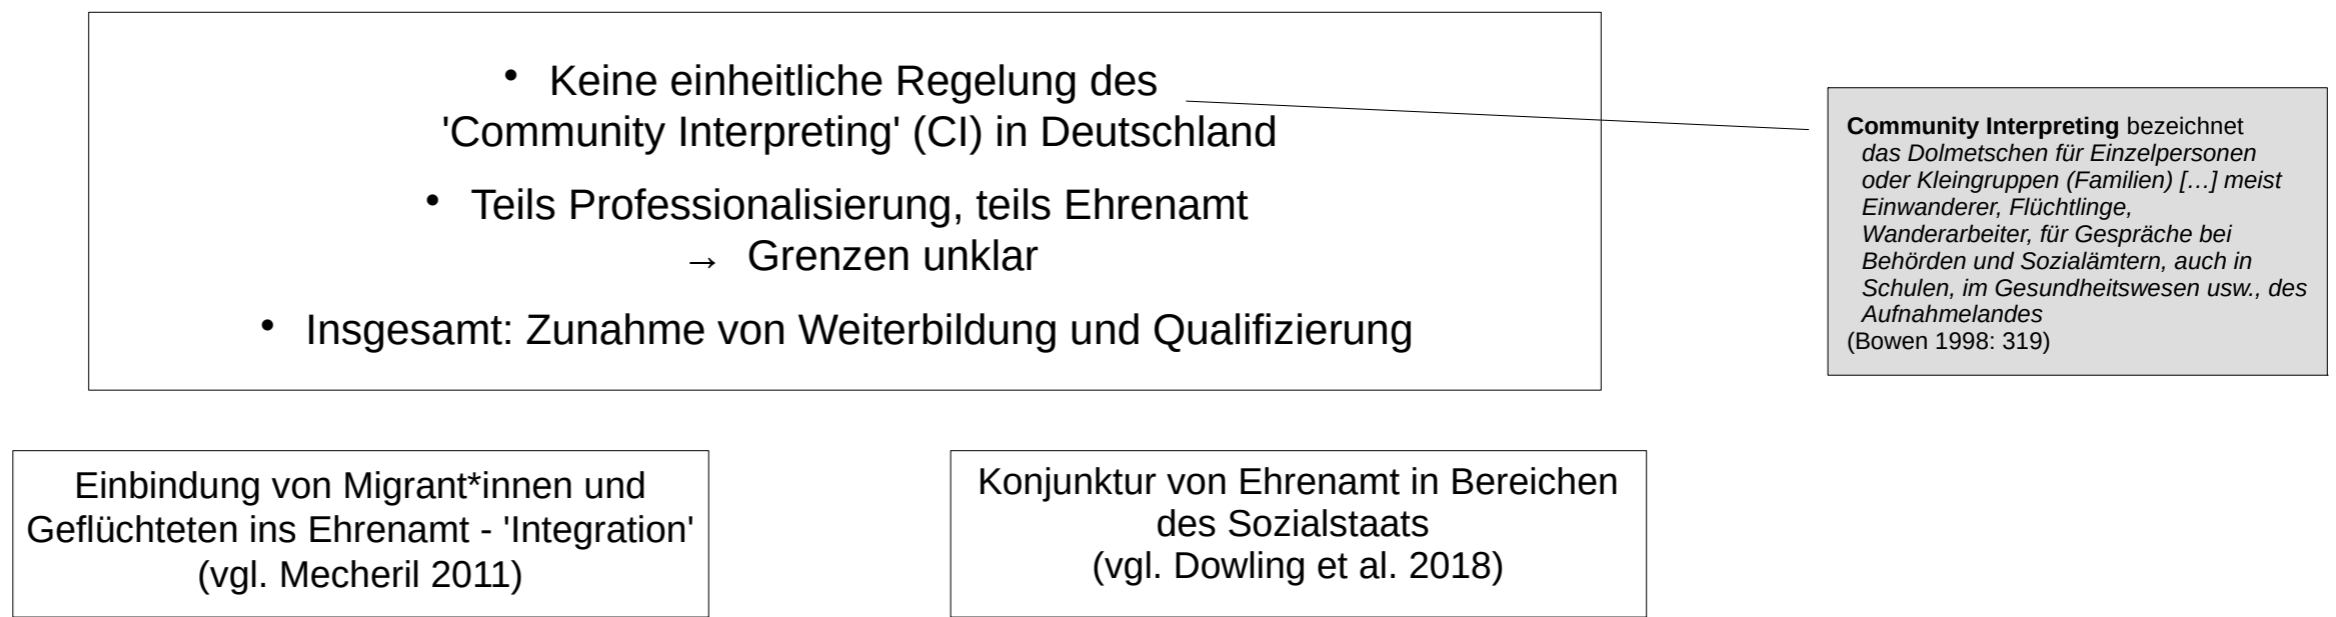 • Keine einheitliche Regelung des
'Community Interpreting' (CI) in Deutschland
• Teils Professionalisierung, teils Ehrenamt
→ Grenzen unklar
• Insgesamt: Zunahme von Weiterbildung und Qualifizierung
Community Interpreting bezeichnet
das Dolmetschen für Einzelpersonen
oder Kleingruppen (Familien) […] meist
Einwanderer, Flüchtlinge,
Wanderarbeiter, für Gespräche bei
Behörden und Sozialämtern, auch in
Schulen, im Gesundheitswesen usw., des
Aufnahmelandes
(Bowen 1998: 319)
Einbindung von Migrant*innen und
Geflüchteten ins Ehrenamt - 'Integration'
(vgl. Mecheril 2011)
Konjunktur von Ehrenamt in Bereichen
des Sozialstaats
(vgl. Dowling et al. 2018)